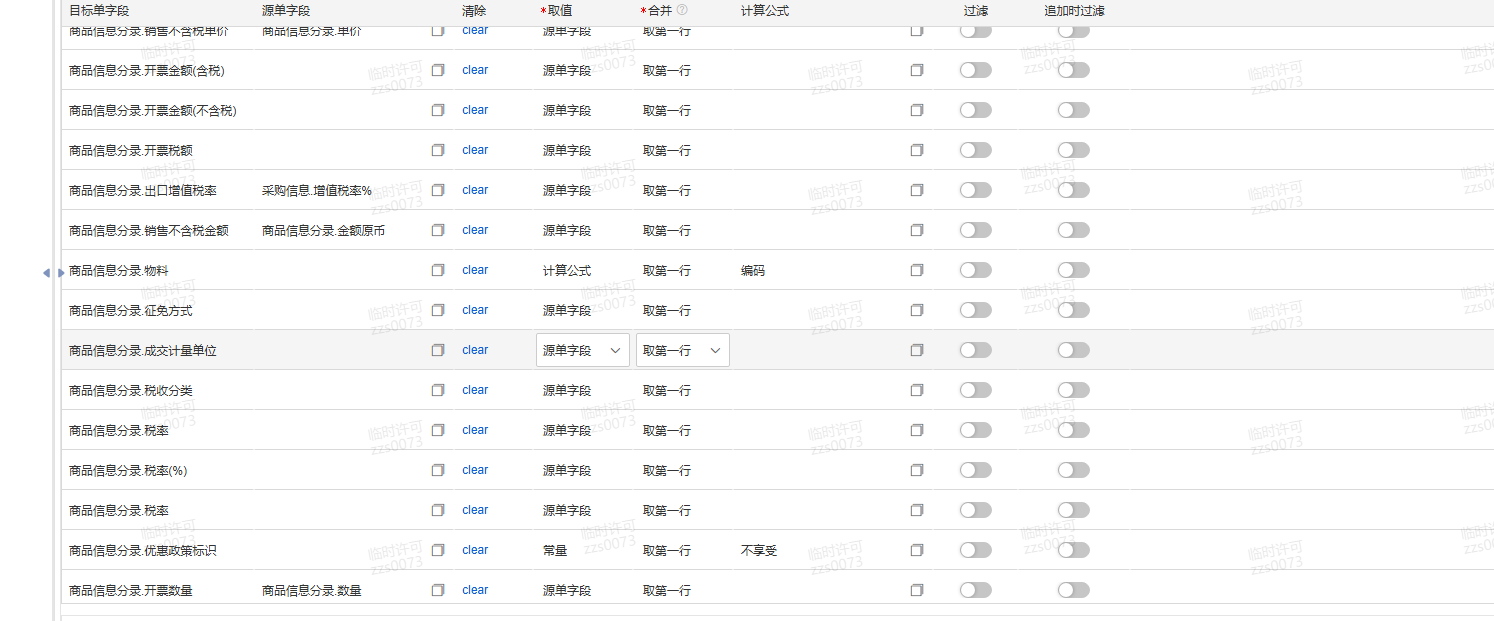 目标单字段 源单字段 清除 *取值 *合并 计算公式 过滤 追加时过滤
商品信息分录.销售不含税单价 商品信息分录.单价 clear 源单字段 取第一行
商品信息分录.开票金额(含税) clear 源单字段 取第一行
商品信息分录.开票金额(不含税) clear 源单字段 取第一行
商品信息分录.开票税额 clear 源单字段 取第一行
商品信息分录.出口增值税率 采购信息.增值税率% clear 源单字段 取第一行
商品信息分录.销售不含税金额 商品信息分录.金额原币 clear 源单字段 取第一行
商品信息分录.物料 clear 计算公式 取第一行 编码
商品信息分录.征免方式 clear 源单字段 取第一行
商品信息分录.成交计量单位 clear 源单字段 取第一行
商品信息分录.税收分类 clear 源单字段 取第一行
商品信息分录.税率 clear 源单字段 取第一行
商品信息分录.税率(%) clear 源单字段 取第一行
商品信息分录.税率 clear 源单字段 取第一行
商品信息分录.优惠政策标识 clear 常量 取第一行 不享受
商品信息分录.开票数量 商品信息分录.数量 clear 源单字段 取第一行
临时许可
zzs0073